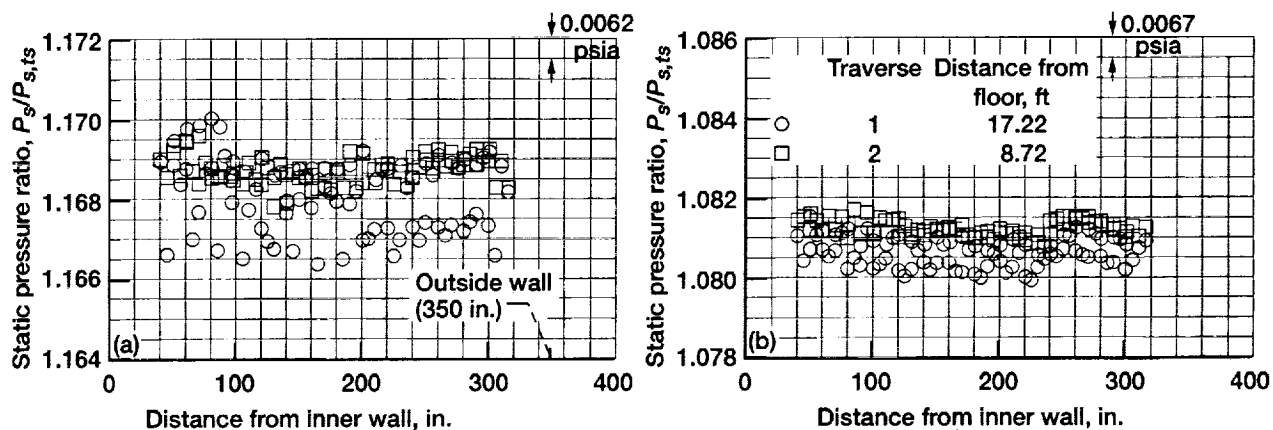 0.0062
psia
1.172
1.170
1.168
1.166
1.164
Static pressure ratio, Ps/Ps,ts
Outside wall
(350 in.)
(a)
0 100 200 300 400
Distance from inner wall, in.
0.0067
psia
1.086
1.084
1.082
1.080
1.078
Static pressure ratio, Ps/Ps,ts
Traverse Distance from
floor, ft
1 17.22
2 8.72
(b)
0 100 200 300 400
Distance from inner wall, in.